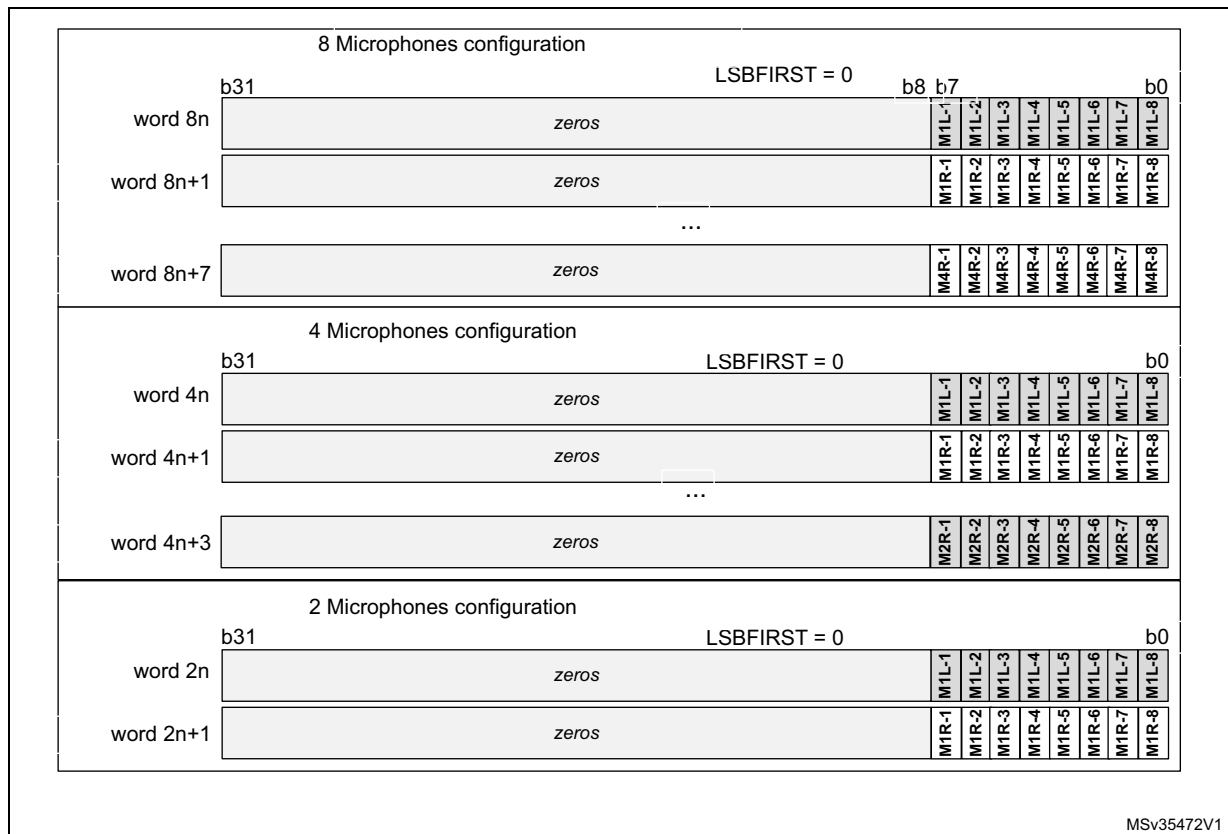 8 Microphones configuration
LSBFIRST = 0
b31 b8 b7 b0
word 8n zeros M1L-1 M1L-2 M1L-3 M1L-4 M1L-5 M1L-6 M1L-7 M1L-8
word 8n+1 zeros M1R-1 M1R-2 M1R-3 M1R-4 M1R-5 M1R-6 M1R-7 M1R-8
...
word 8n+7 zeros M4R-1 M4R-2 M4R-3 M4R-4 M4R-5 M4R-6 M4R-7 M4R-8
4 Microphones configuration
b31 LSBFIRST = 0 b0
word 4n zeros M1L-1 M1L-2 M1L-3 M1L-4 M1L-5 M1L-6 M1L-7 M1L-8
word 4n+1 zeros M1R-1 M1R-2 M1R-3 M1R-4 M1R-5 M1R-6 M1R-7 M1R-8
...
word 4n+3 zeros M2R-1 M2R-2 M2R-3 M2R-4 M2R-5 M2R-6 M2R-7 M2R-8
2 Microphones configuration
b31 LSBFIRST = 0 b0
word 2n zeros M1L-1 M1L-2 M1L-3 M1L-4 M1L-5 M1L-6 M1L-7 M1L-8
word 2n+1 zeros M1R-1 M1R-2 M1R-3 M1R-4 M1R-5 M1R-6 M1R-7 M1R-8
MSv35472V1